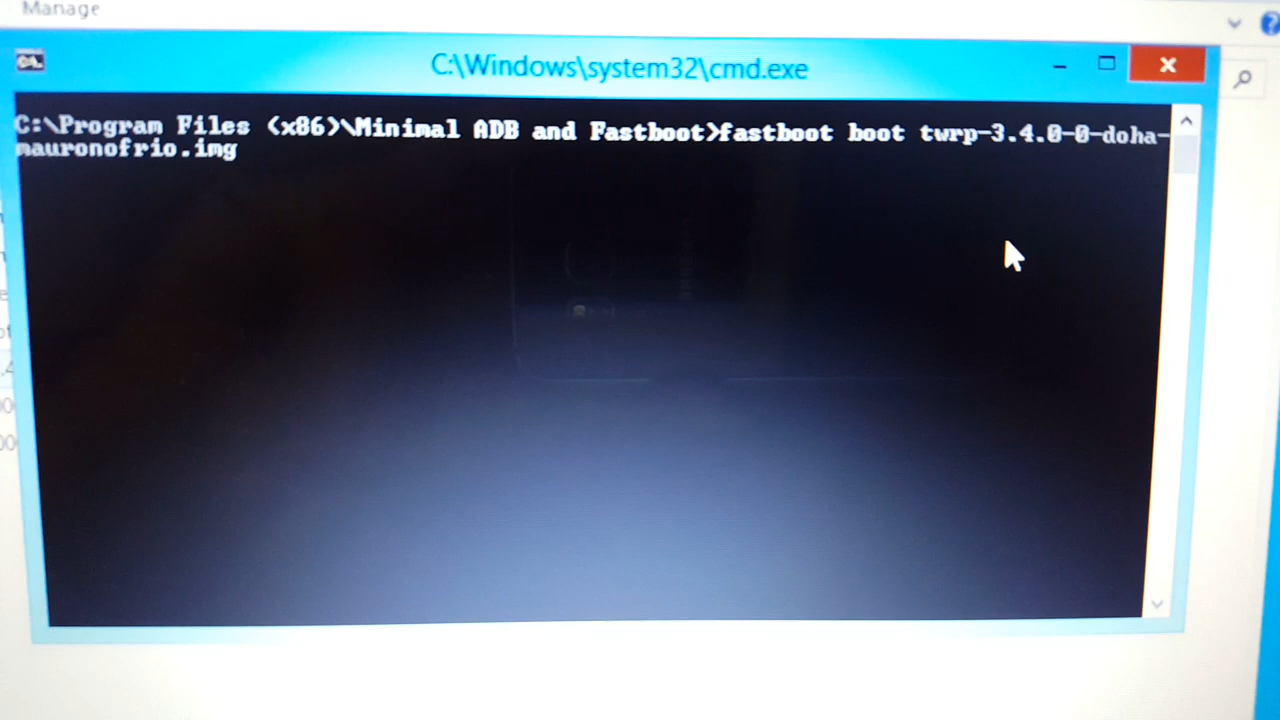 Manage
C:\Windows\system32\cmd.exe
C:\Program Files (x86)\Minimal ADB and Fastboot>fastboot boot twrp-3.4.0-0-doha-
mauronofrio.img